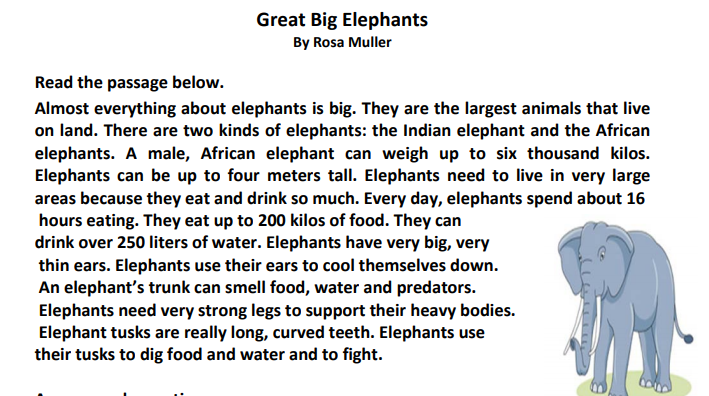 Great Big Elephants
By Rosa Muller
Read the passage below.
Almost everything about elephants is big. They are the largest animals that live
on land. There are two kinds of elephants: the Indian elephant and the African
elephants. A male, African elephant can weigh up to six thousand kilos.
Elephants can be up to four meters tall. Elephants need to live in very large
areas because they eat and drink so much. Every day, elephants spend about 16
hours eating. They eat up to 200 kilos of food. They can
drink over 250 liters of water. Elephants have very big, very
thin ears. Elephants use their ears to cool themselves down.
An elephant's trunk can smell food, water and predators.
Elephants need very strong legs to support their heavy bodies.
Elephant tusks are really long, curved teeth. Elephants use
their tusks to dig food and water and to fight.